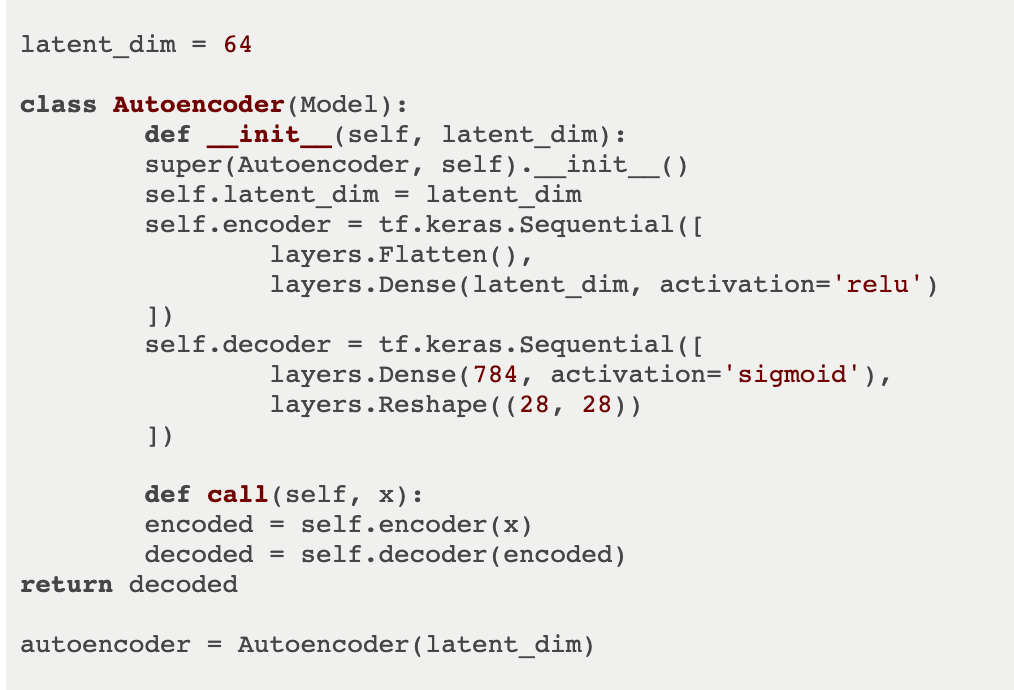 latent_dim = 64

class Autoencoder(Model):
        def __init__(self, latent_dim):
        super(Autoencoder, self).__init__()
        self.latent_dim = latent_dim
        self.encoder = tf.keras.Sequential([
                layers.Flatten(),
                layers.Dense(latent_dim, activation='relu')
        ])
        self.decoder = tf.keras.Sequential([
                layers.Dense(784, activation='sigmoid'),
                layers.Reshape((28, 28))
        ])

        def call(self, x):
        encoded = self.encoder(x)
        decoded = self.decoder(encoded)
return decoded

autoencoder = Autoencoder(latent_dim)